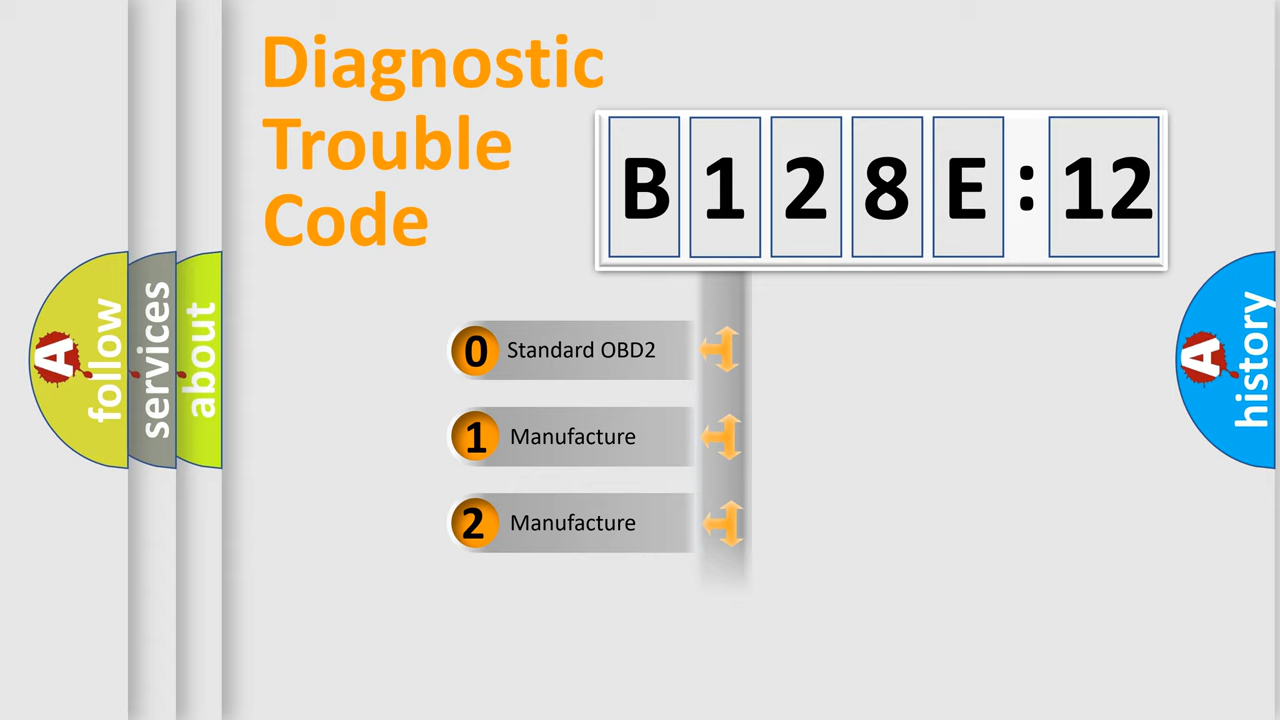 Diagnostic
Trouble
Code
B 1 2 8 E : 12
0 Standard OBD2
1 Manufacture
2 Manufacture
A follow
services
about
A history